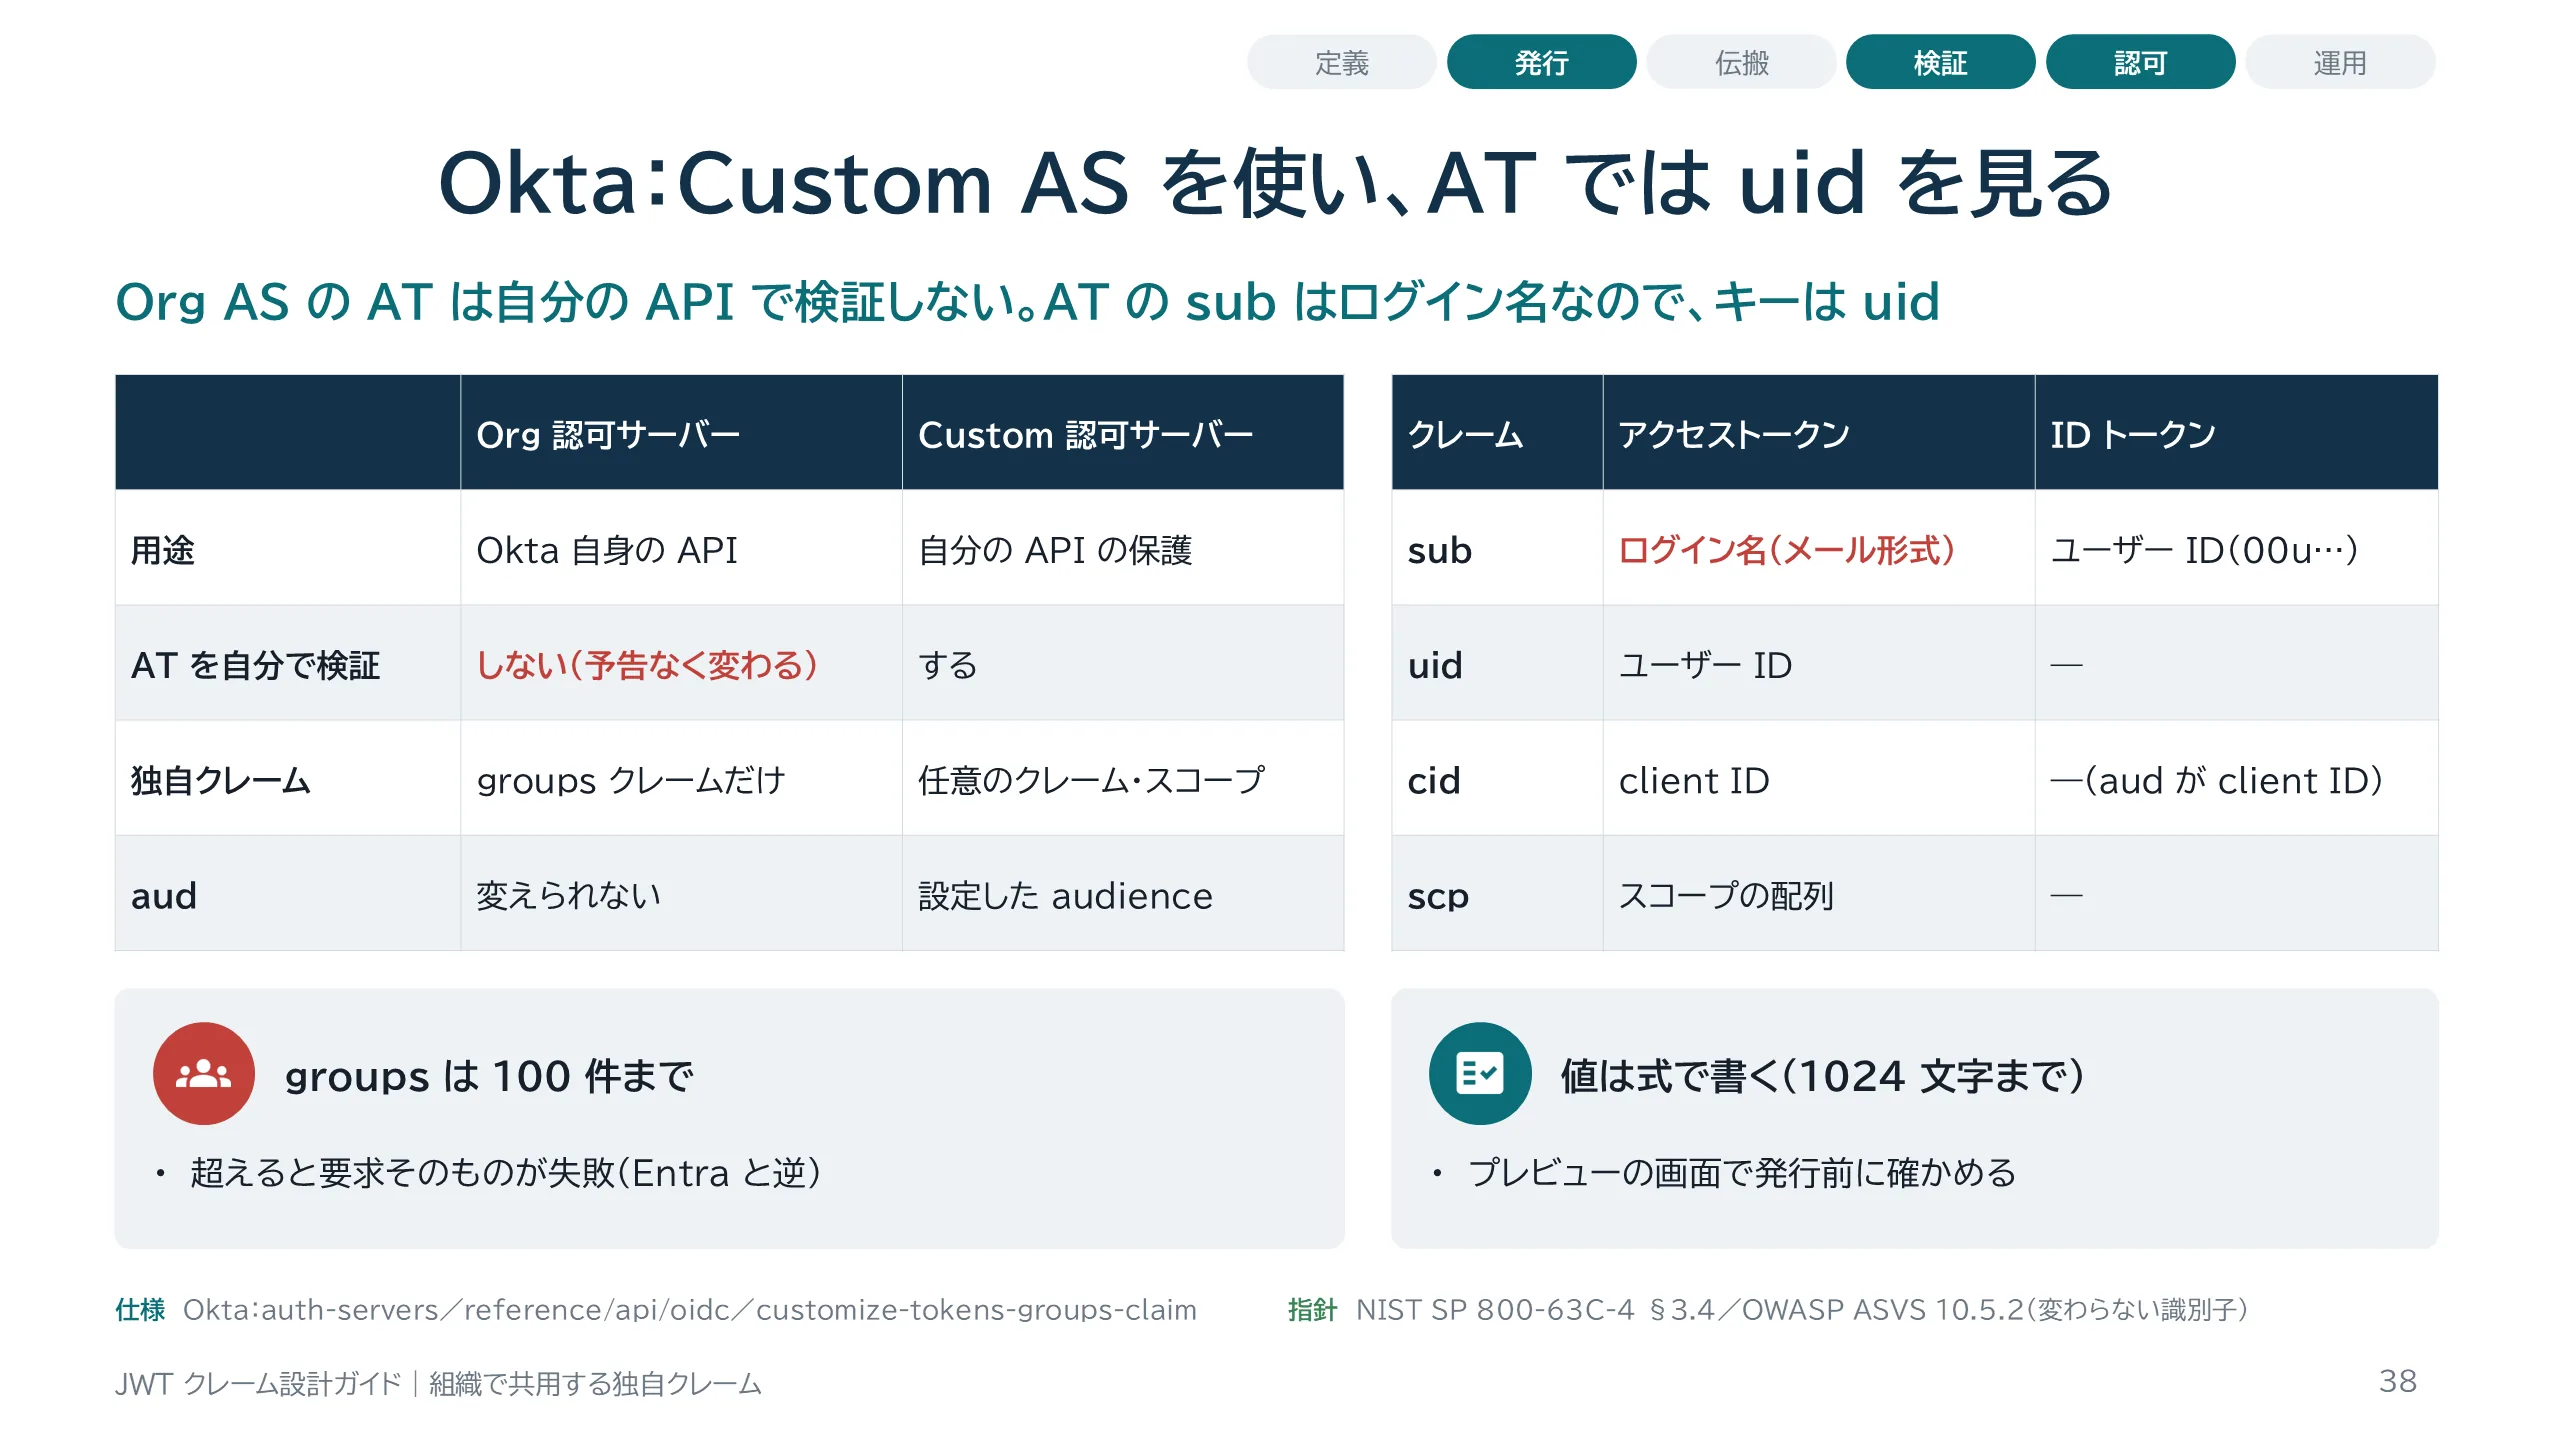 定義 発行 伝搬 検証 認可 運用
Okta：Custom AS を使い、AT では uid を見る
Org AS の AT は自分の API で検証しない。AT の sub はログイン名なので、キーは uid
Org 認可サーバー Custom 認可サーバー
用途 Okta 自身の API 自分の API の保護
AT を自分で検証 しない（予告なく変わる） する
独自クレーム groups クレームだけ 任意のクレーム・スコープ
aud 変えられない 設定した audience
クレーム アクセストークン ID トークン
sub ログイン名（メール形式） ユーザー ID（00u…）
uid ユーザー ID —
cid client ID —（aud が client ID）
scp スコープの配列 —
groups は 100 件まで
・ 超えると要求そのものが失敗（Entra と逆）
値は式で書く（1024 文字まで）
・ プレビューの画面で発行前に確かめる
仕様 Okta：auth-servers／reference/api/oidc／customize-tokens-groups-claim
指針 NIST SP 800-63C-4 §3.4／OWASP ASVS 10.5.2（変わらない識別子）
JWT クレーム設計ガイド｜組織で共用する独自クレーム
38